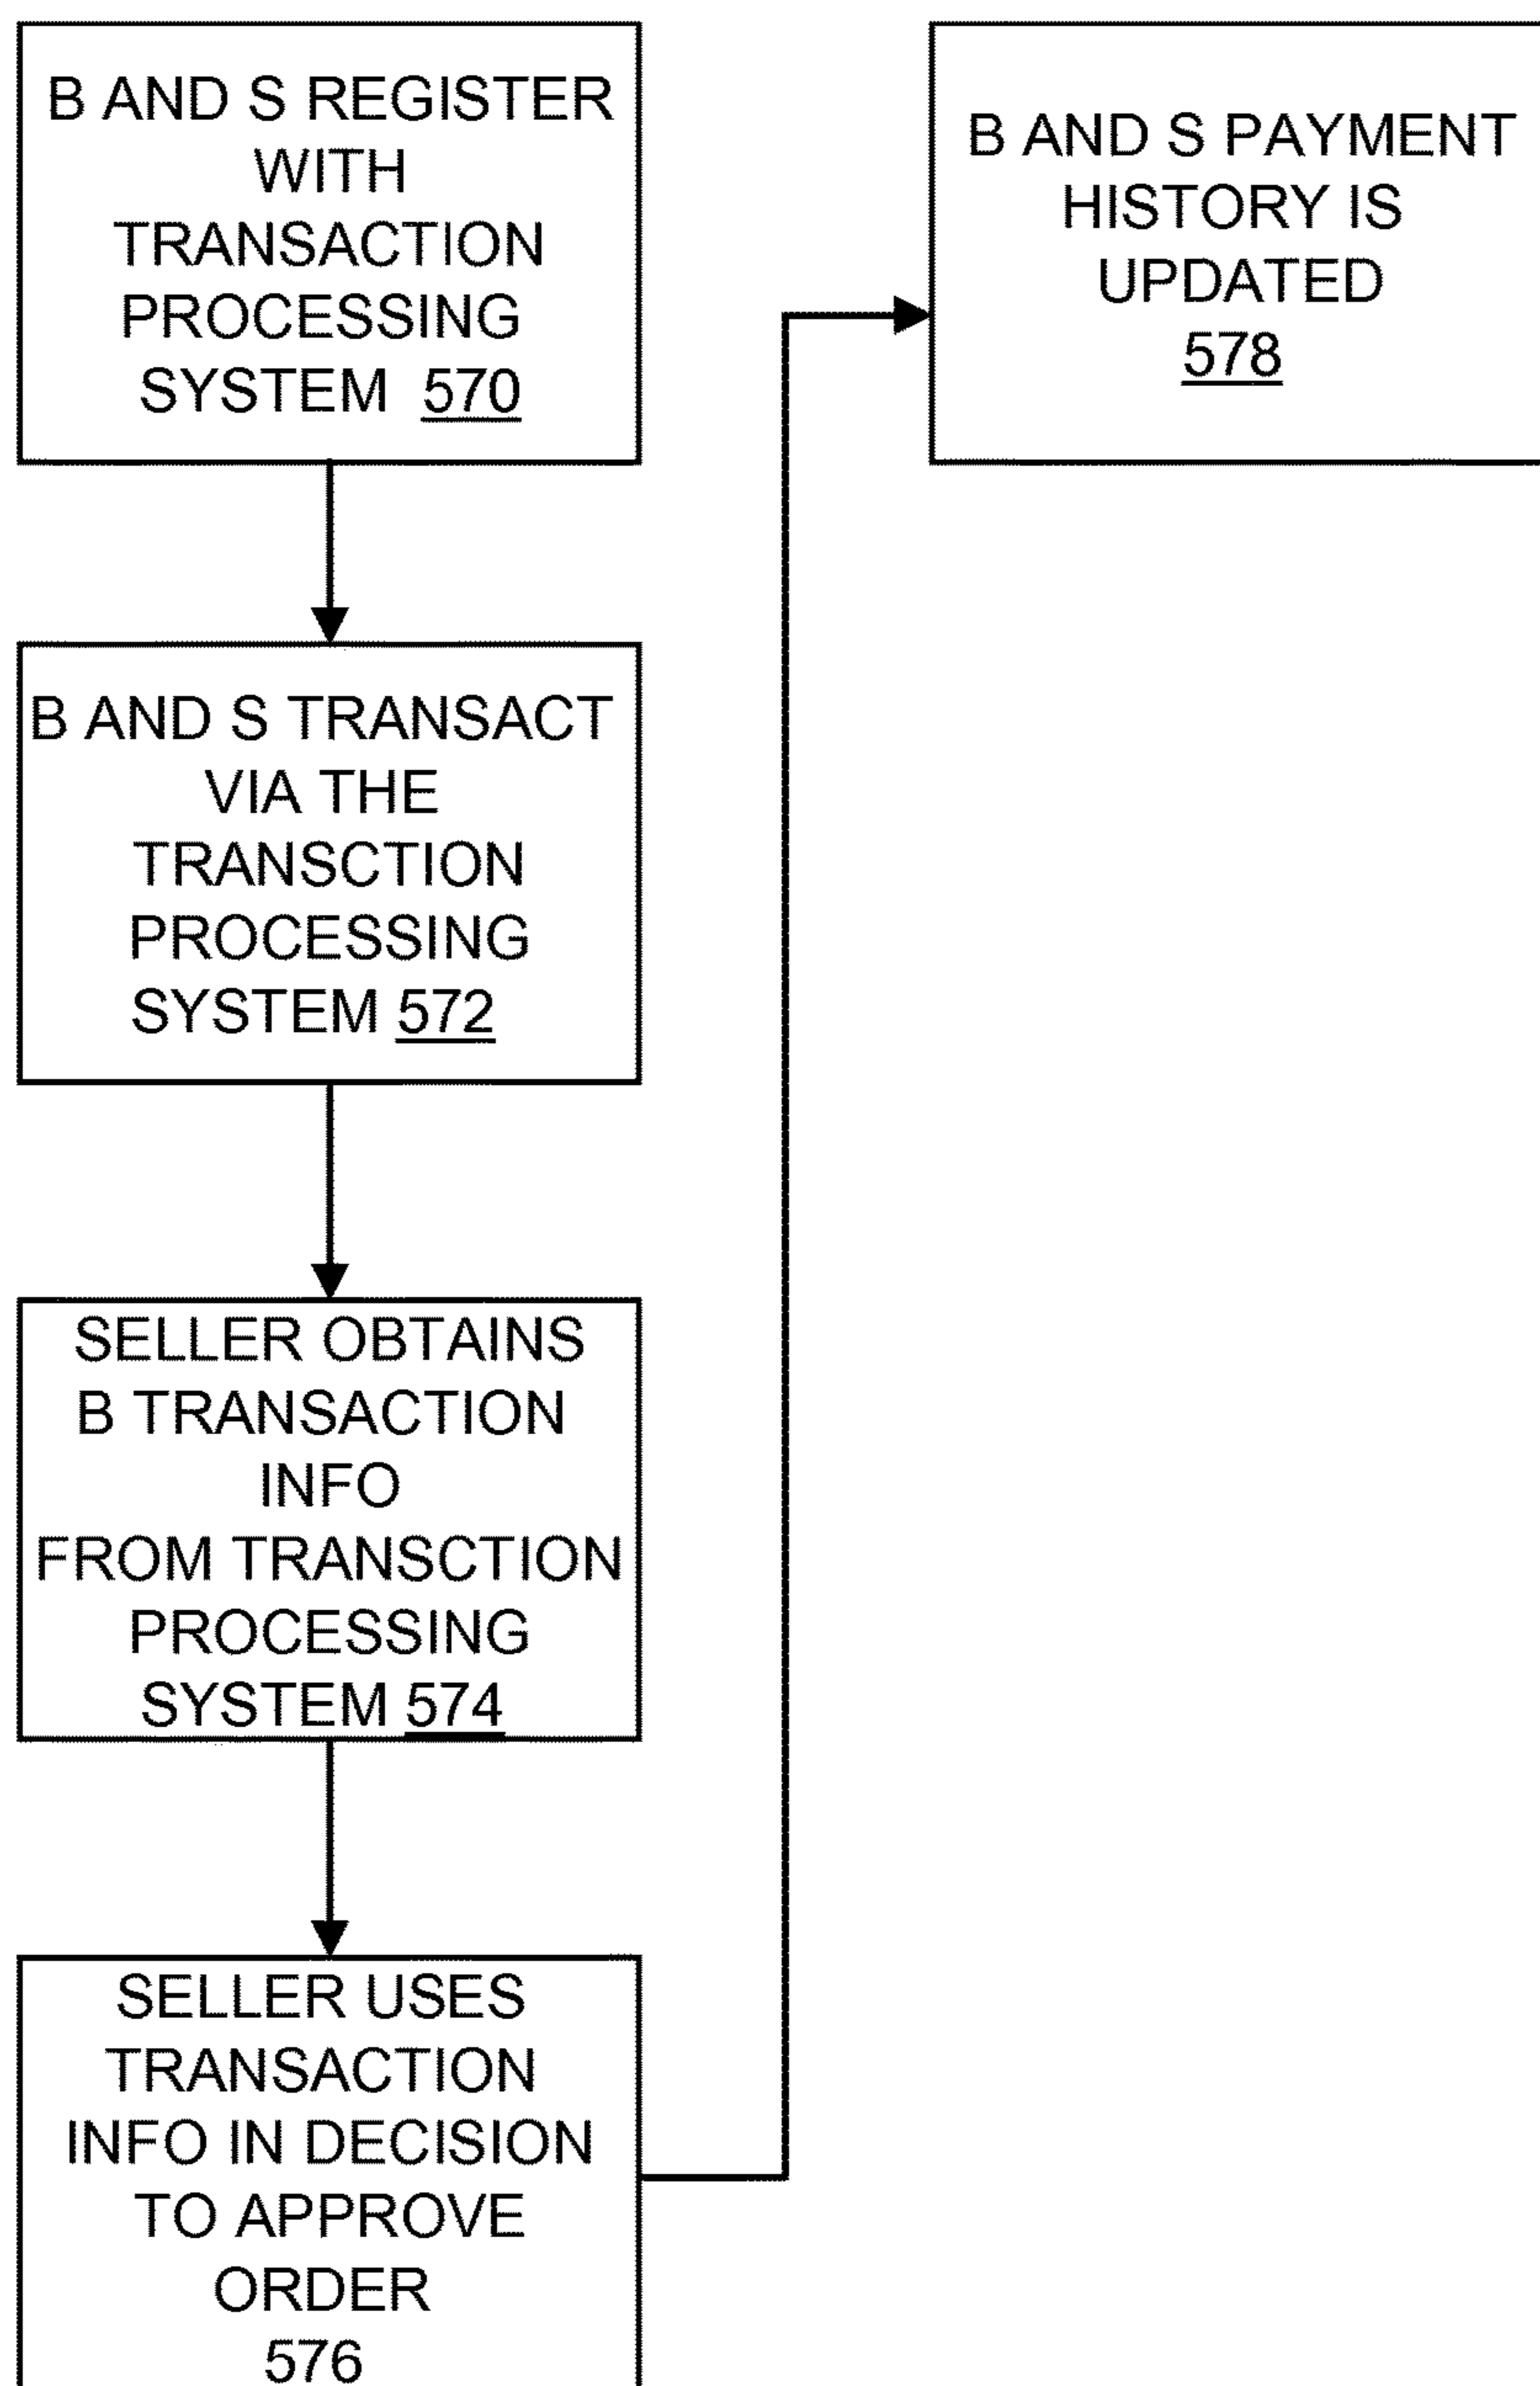 B AND S REGISTER
WITH
TRANSACTION
PROCESSING
SYSTEM 570
B AND S TRANSACT
VIA THE
TRANSCTION
PROCESSING
SYSTEM 572
SELLER OBTAINS
B TRANSACTION
INFO
FROM TRANSCTION
PROCESSING
SYSTEM 574
SELLER USES
TRANSACTION
INFO IN DECISION
TO APPROVE
ORDER
576
B AND S PAYMENT
HISTORY IS
UPDATED
578